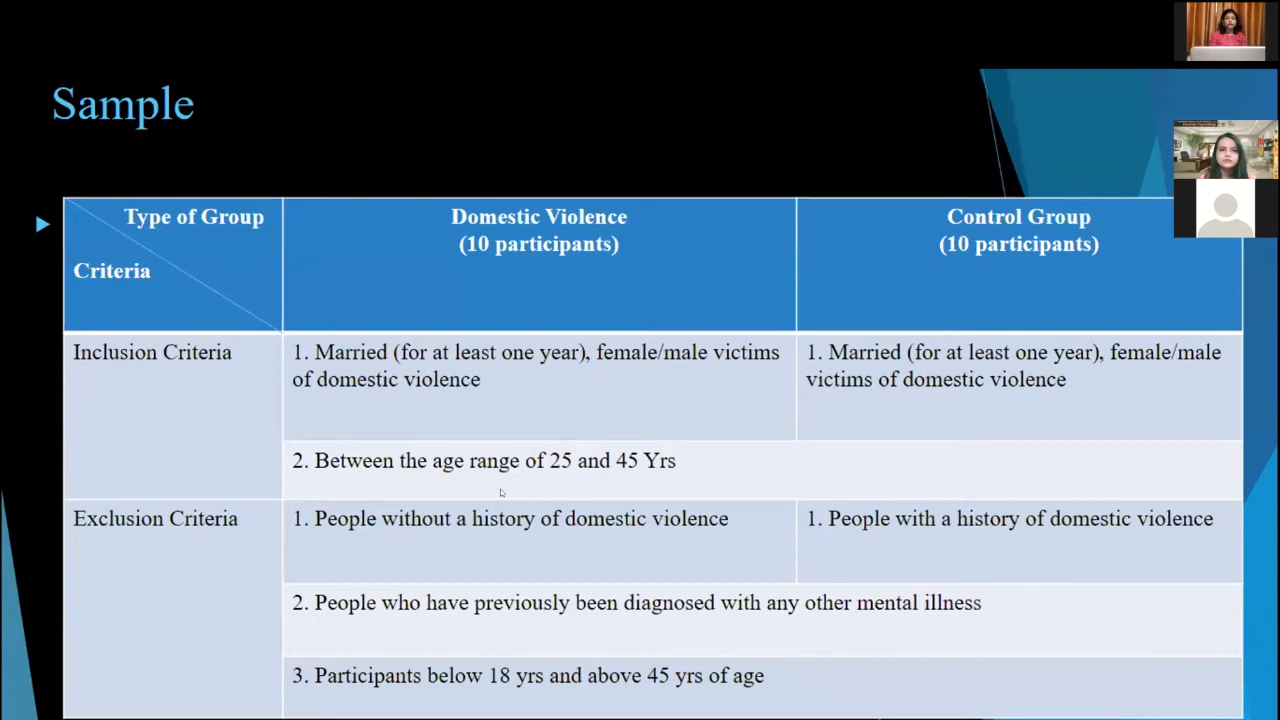 Sample
Type of Group
Criteria
Domestic Violence
(10 participants)
Control Group
(10 participants)
Inclusion Criteria
1. Married (for at least one year), female/male victims
of domestic violence
1. Married (for at least one year), female/male
victims of domestic violence
2. Between the age range of 25 and 45 Yrs
Exclusion Criteria
1. People without a history of domestic violence
1. People with a history of domestic violence
2. People who have previously been diagnosed with any other mental illness
3. Participants below 18 yrs and above 45 yrs of age